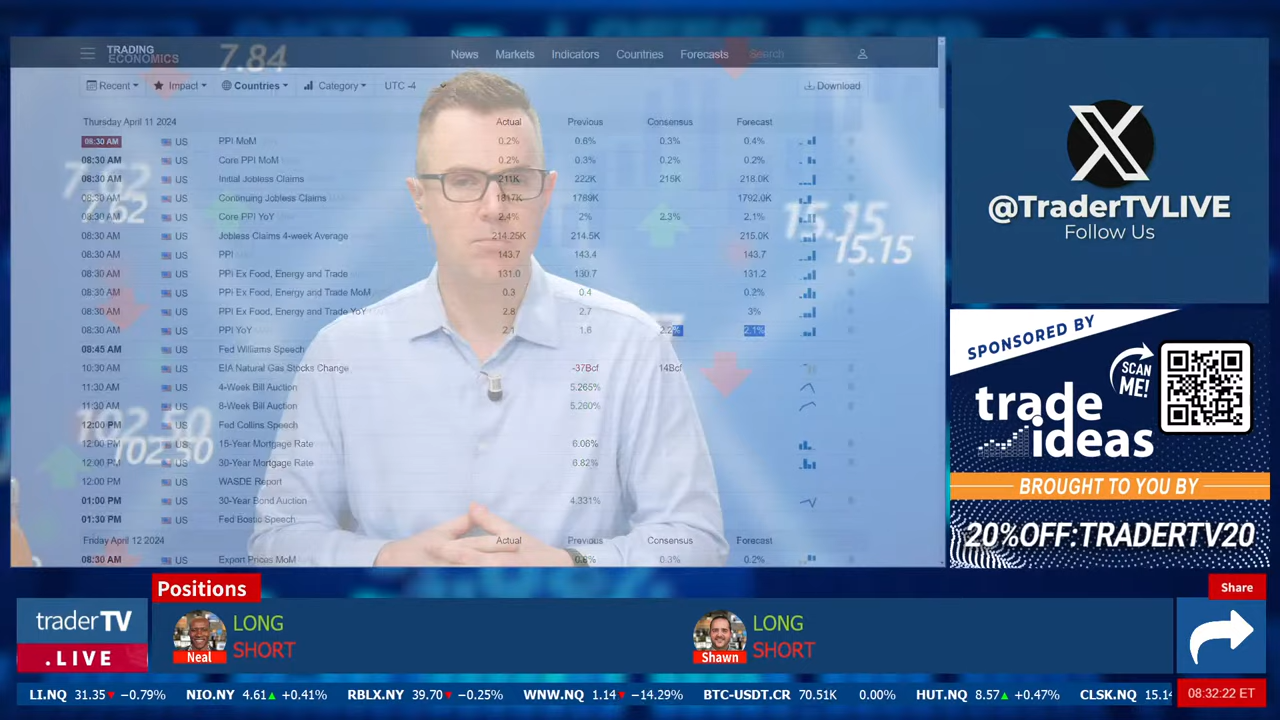 TRADING
ECONOMICS
7.84
News Markets Indicators Countries Forecasts Search
Recent Impact Countries Category UTC -4 Download
Thursday April 11 2024 Actual Previous Consensus Forecast
08:30 AM US PPI MoM 0.2% 0.6% 0.3% 0.4%
08:30 AM US Core PPI MoM 0.2% 0.3% 0.2% 0.2%
08:30 AM US Initial Jobless Claims 211K 222K 215K 218.0K
08:30 AM US Continuing Jobless Claims 1817K 1789K 1792.0K
08:30 AM US Core PPI YoY 2.4% 2% 2.3% 2.1%
08:30 AM US Jobless Claims 4-week Average 214.25K 214.5K 215.0K
08:30 AM US PPI 143.7 143.4 143.7
08:30 AM US PPI Ex Food, Energy and Trade 131.0 130.7 131.2
08:30 AM US PPI Ex Food, Energy and Trade MoM 0.3 0.4 0.2%
08:30 AM US PPI Ex Food, Energy and Trade YoY 2.8 2.7 3%
08:30 AM US PPI YoY 2.1 1.6 2.2% 2.1%
08:45 AM US Fed Williams Speech
10:30 AM US EIA Natural Gas Stocks Change -37Bcf 14Bcf
11:30 AM US 4-Week Bill Auction 5.265%
11:30 AM US 8-Week Bill Auction 5.260%
12:00 PM US Fed Collins Speech
12:00 PM US 15-Year Mortgage Rate 6.06%
12:00 PM US 30-Year Mortgage Rate 6.82%
12:00 PM US WASDE Report
01:00 PM US 30-Year Bond Auction 4.331%
01:30 PM US Fed Bostic Speech
Friday April 12 2024 Actual Previous Consensus Forecast
08:30 AM US Export Prices MoM 0.8% 0.3% 0.2%
15.15
15.15
102.50
@TraderTVLIVE
Follow Us
SPONSORED BY
SCAN
ME!
trade
ideas
BROUGHT TO YOU BY
20%OFF:TRADERTV20
Positions
Share
traderTV
.LIVE
Neal
LONG
SHORT
Shawn
LONG
SHORT
LI.NQ 31.35 −0.79% NIO.NY 4.61 +0.41% RBLX.NY 39.70 −0.25% WNW.NQ 1.14 −14.29% BTC-USDT.CR 70.51K 0.00% HUT.NQ 8.57 +0.47% CLSK.NQ 15.14
08:32:22 ET